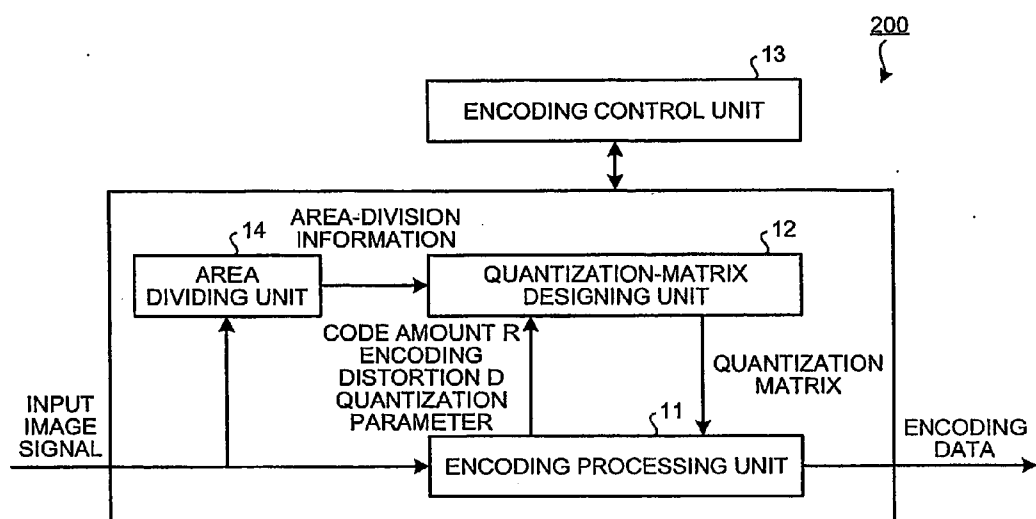 200
13
ENCODING CONTROL UNIT
AREA-DIVISION
INFORMATION
14
AREA
DIVIDING UNIT
12
QUANTIZATION-MATRIX
DESIGNING UNIT
CODE AMOUNT R
ENCODING
DISTORTION D
QUANTIZATION
PARAMETER
QUANTIZATION
MATRIX
INPUT
IMAGE
SIGNAL
11
ENCODING PROCESSING UNIT
ENCODING
DATA